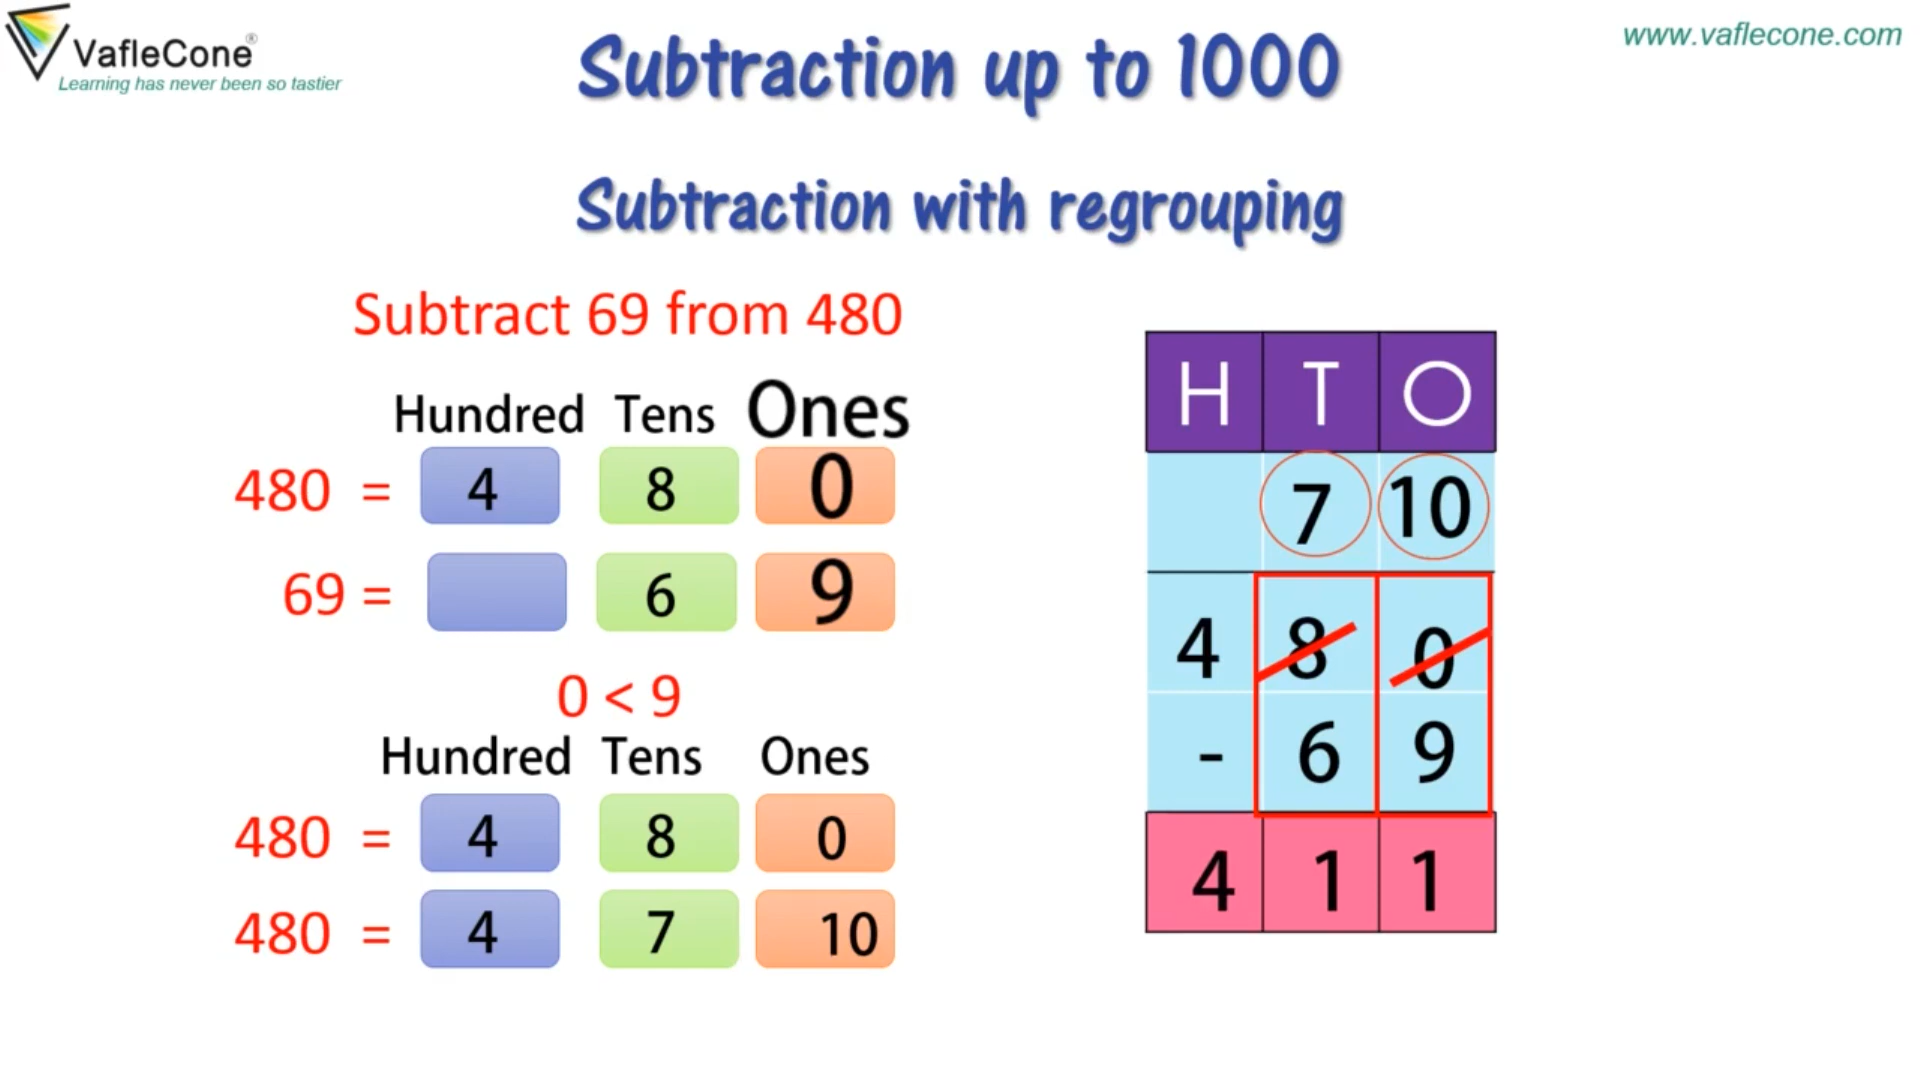 VafleCone®
Learning has never been so tastier
www.vaflecone.com
Subtraction up to 1000
Subtraction with regrouping
Subtract 69 from 480
Hundred Tens Ones
480 = 4 8 0
69 = 6 9
0 < 9
Hundred Tens Ones
480 = 4 8 0
480 = 4 7 10
H T O
7 10
4 8 0
- 6 9
4 1 1